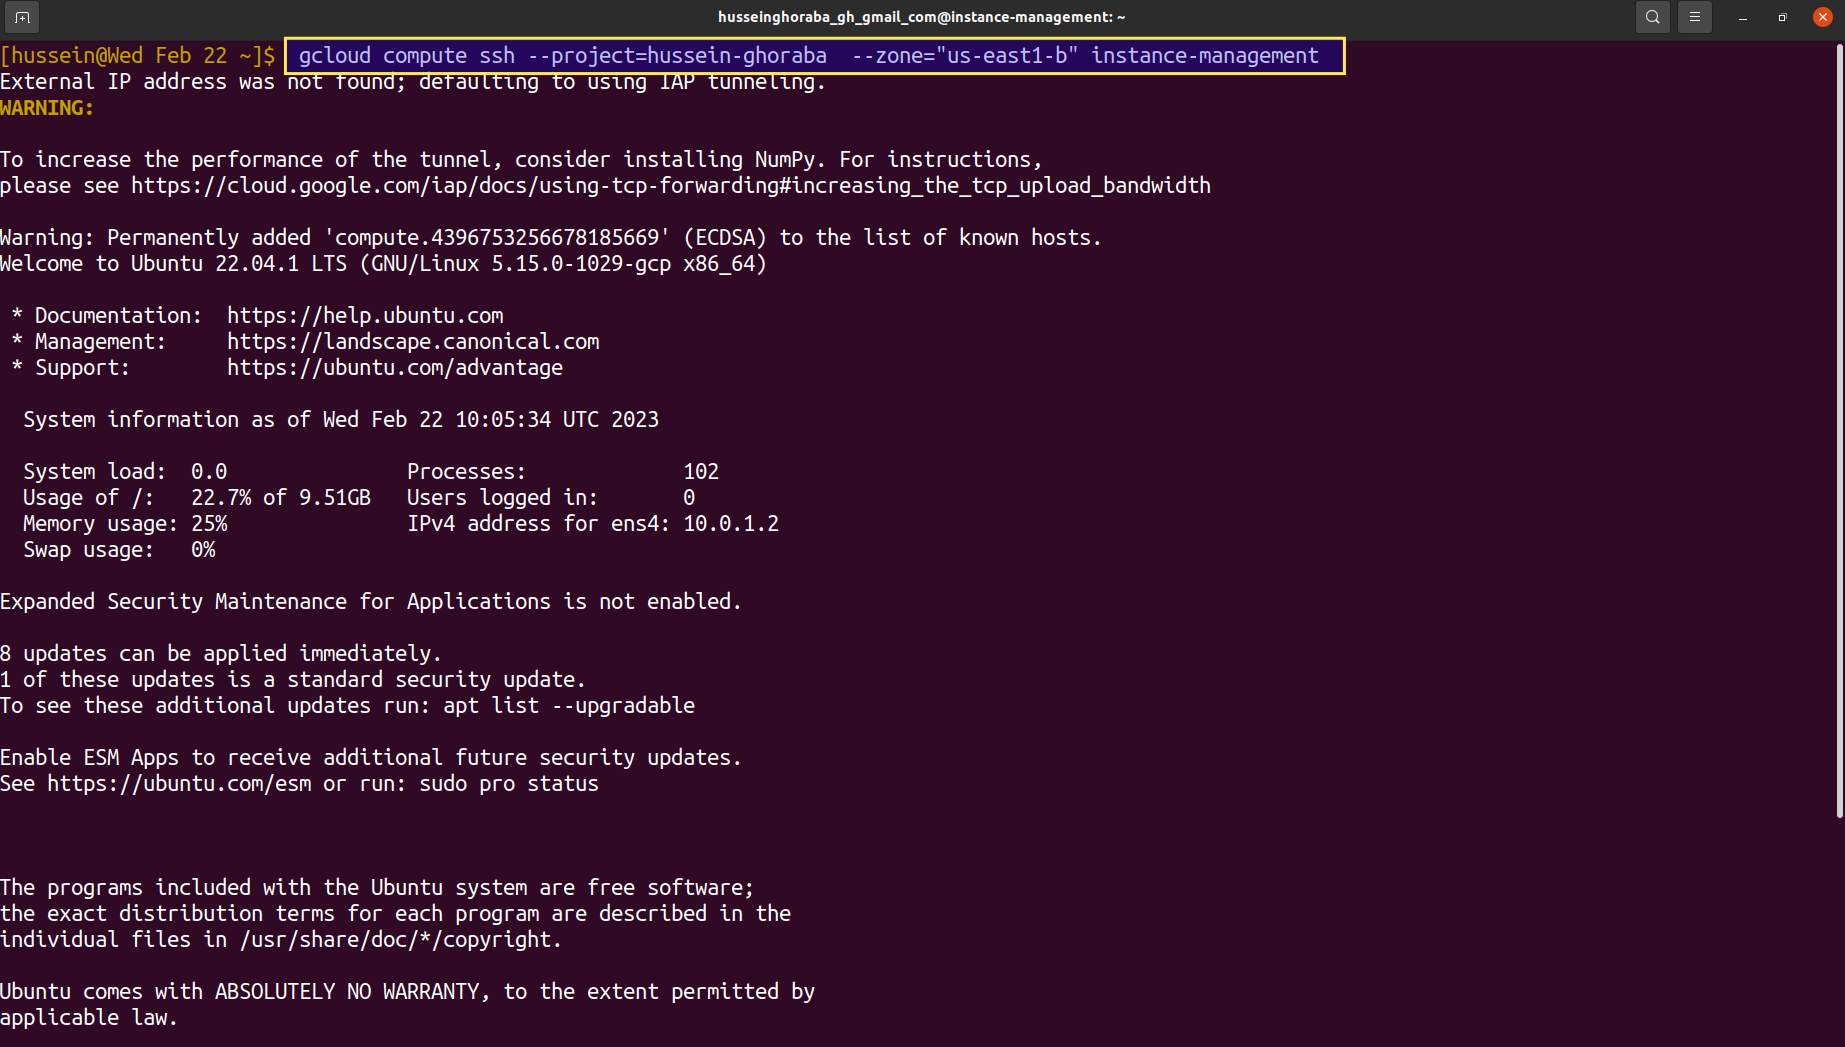 husseinghoraba_gh_gmail_com@instance-management: ~
[hussein@Wed Feb 22 ~]$ gcloud compute ssh --project=hussein-ghoraba  --zone="us-east1-b" instance-management
External IP address was not found; defaulting to using IAP tunneling.
WARNING:
To increase the performance of the tunnel, consider installing NumPy. For instructions,
please see https://cloud.google.com/iap/docs/using-tcp-forwarding#increasing_the_tcp_upload_bandwidth
Warning: Permanently added 'compute.4396753256678185669' (ECDSA) to the list of known hosts.
Welcome to Ubuntu 22.04.1 LTS (GNU/Linux 5.15.0-1029-gcp x86_64)
 * Documentation:  https://help.ubuntu.com
 * Management:     https://landscape.canonical.com
 * Support:        https://ubuntu.com/advantage
  System information as of Wed Feb 22 10:05:34 UTC 2023
  System load:  0.0               Processes:             102
  Usage of /:   22.7% of 9.51GB   Users logged in:       0
  Memory usage: 25%               IPv4 address for ens4: 10.0.1.2
  Swap usage:   0%
Expanded Security Maintenance for Applications is not enabled.
8 updates can be applied immediately.
1 of these updates is a standard security update.
To see these additional updates run: apt list --upgradable
Enable ESM Apps to receive additional future security updates.
See https://ubuntu.com/esm or run: sudo pro status
The programs included with the Ubuntu system are free software;
the exact distribution terms for each program are described in the
individual files in /usr/share/doc/*/copyright.
Ubuntu comes with ABSOLUTELY NO WARRANTY, to the extent permitted by
applicable law.